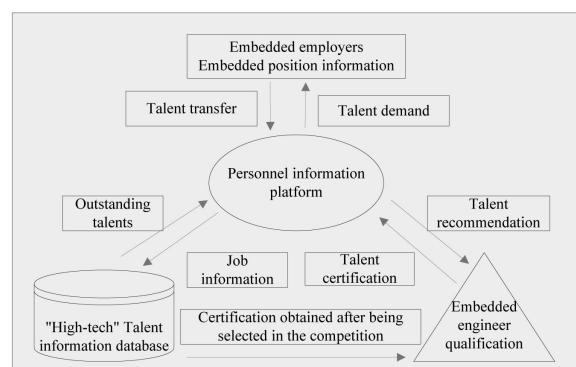 Embedded employers
Embedded position information
Talent transfer
Talent demand
Personnel information
platform
Outstanding
talents
Talent
recommendation
Job
information
Talent
certification
"High-tech" Talent
information database
Certification obtained after being
selected in the competition
Embedded
engineer
qualification